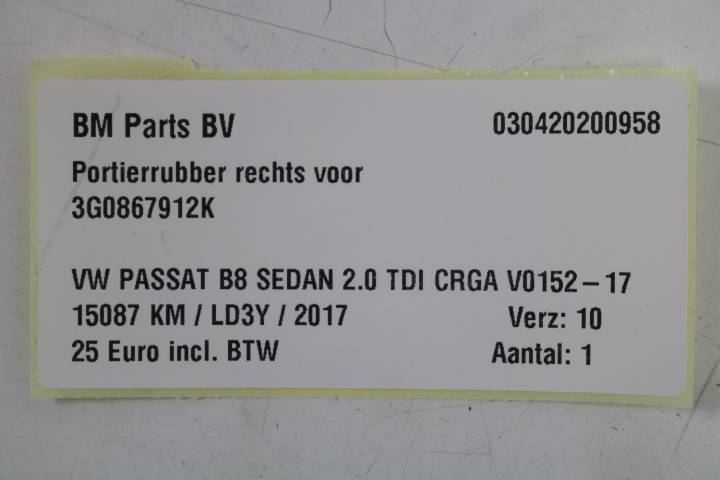 BM Parts BV 030420200958
Portierrubber rechts voor
3G0867912K
VW PASSAT B8 SEDAN 2.0 TDI CRGA V0152-17
15087 KM / LD3Y / 2017 Verz: 10
25 Euro incl. BTW Aantal: 1